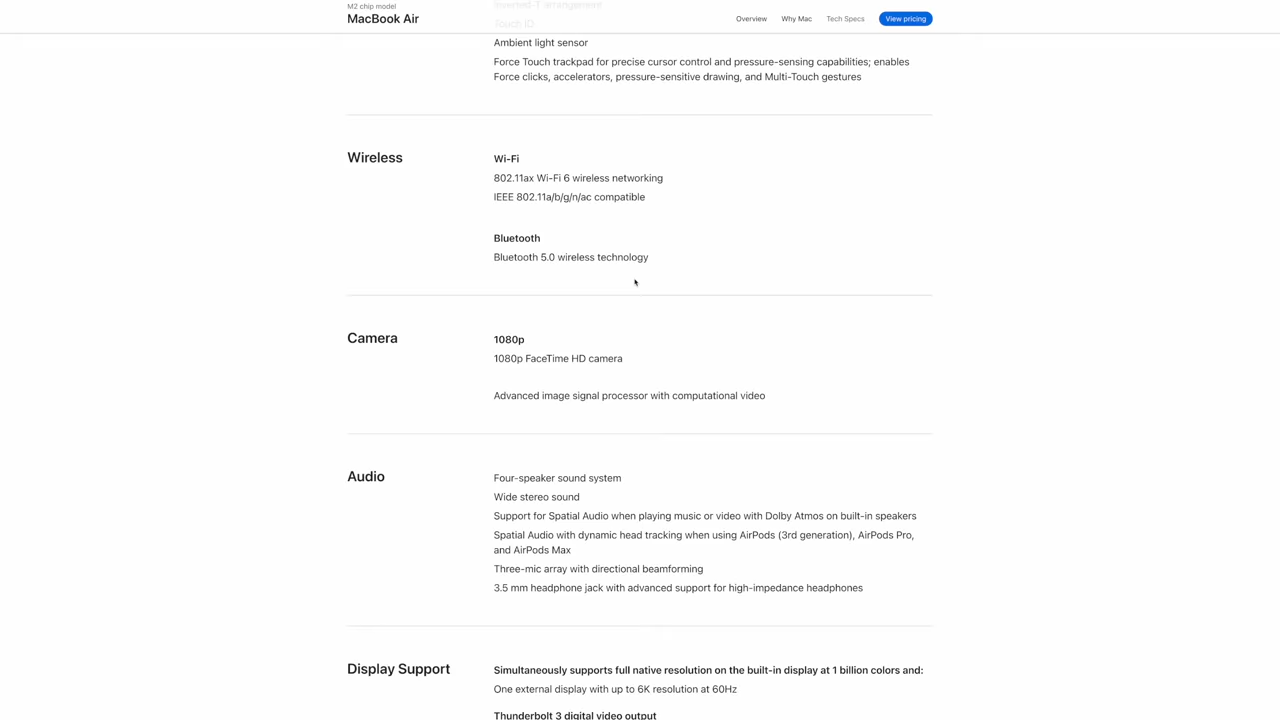 M2 chip model
MacBook Air
Overview
Why Mac
Tech Specs
View pricing
Inverted-T arrangement
Touch ID
Ambient light sensor
Force Touch trackpad for precise cursor control and pressure-sensing capabilities; enables
Force clicks, accelerators, pressure-sensitive drawing, and Multi-Touch gestures
Wireless
Wi-Fi
802.11ax Wi-Fi 6 wireless networking
IEEE 802.11a/b/g/n/ac compatible
Bluetooth
Bluetooth 5.0 wireless technology
Camera
1080p
1080p FaceTime HD camera
Advanced image signal processor with computational video
Audio
Four-speaker sound system
Wide stereo sound
Support for Spatial Audio when playing music or video with Dolby Atmos on built-in speakers
Spatial Audio with dynamic head tracking when using AirPods (3rd generation), AirPods Pro,
and AirPods Max
Three-mic array with directional beamforming
3.5 mm headphone jack with advanced support for high-impedance headphones
Display Support
Simultaneously supports full native resolution on the built-in display at 1 billion colors and:
One external display with up to 6K resolution at 60Hz
Thunderbolt 3 digital video output